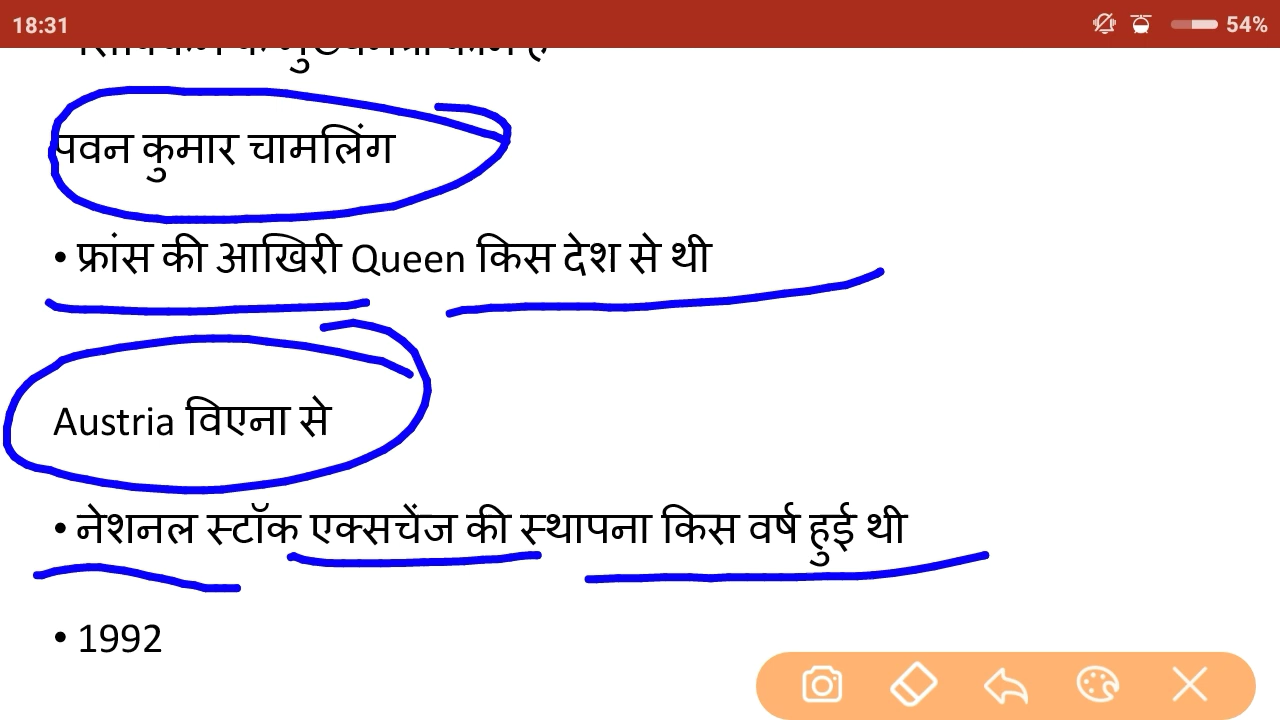 18:31
54%
पवन कुमार चामलिंग
• फ्रांस की आखिरी Queen किस देश से थी
Austria विएना से
• नेशनल स्टॉक एक्सचेंज की स्थापना किस वर्ष हुई थी
• 1992